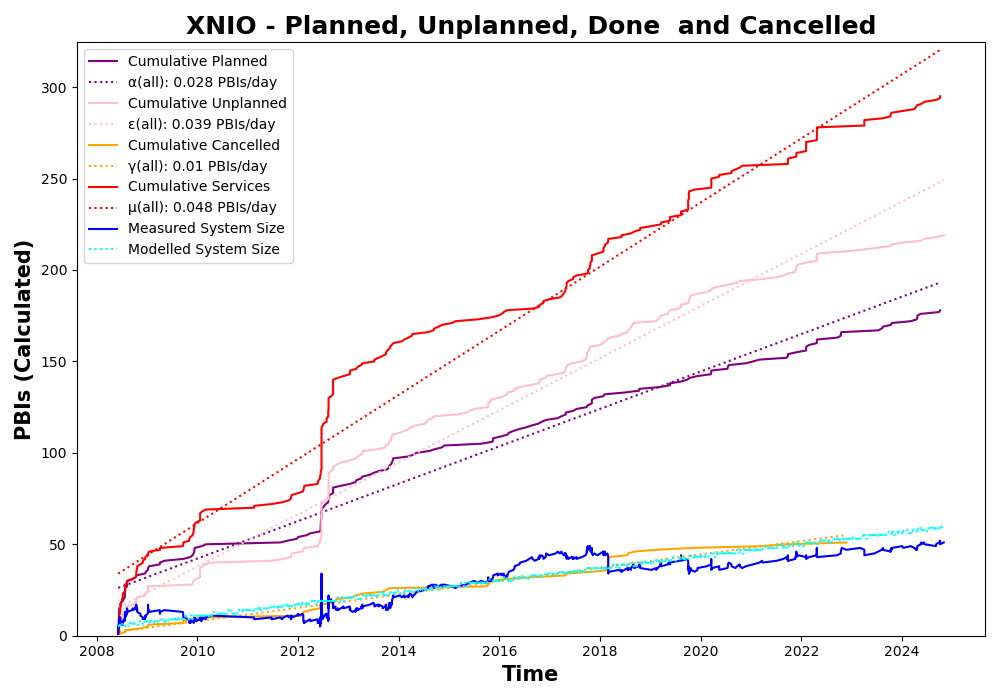 XNIO - Planned, Unplanned, Done  and Cancelled
Cumulative Planned
α(all): 0.028 PBIs/day
Cumulative Unplanned
ε(all): 0.039 PBIs/day
Cumulative Cancelled
γ(all): 0.01 PBIs/day
Cumulative Services
μ(all): 0.048 PBIs/day
Measured System Size
Modelled System Size
PBIs (Calculated)
300
250
200
150
100
50
0
2008 2010 2012 2014 2016 2018 2020 2022 2024
Time